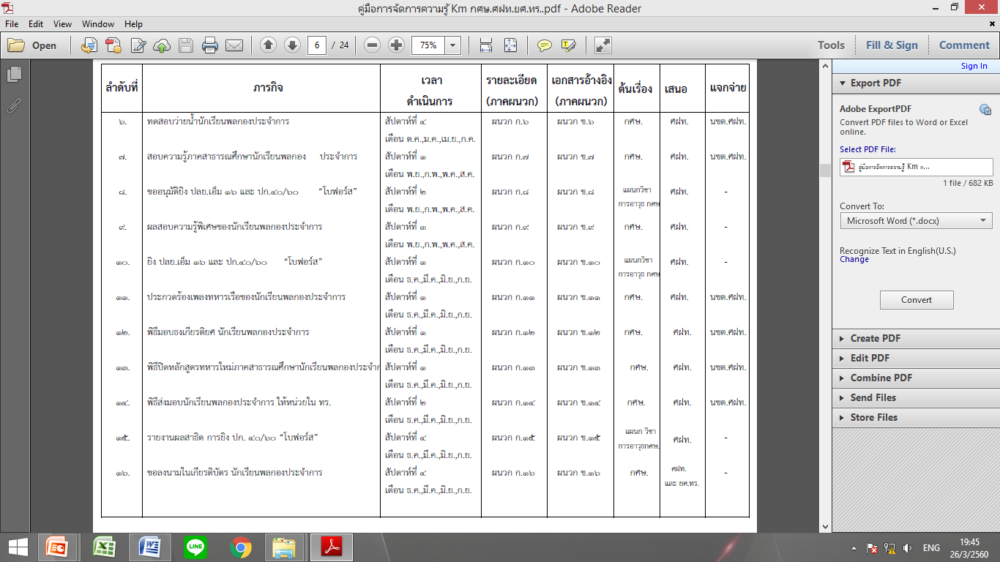 คู่มือการจัดการความรู้ Km กศษ.ศฝท.ยศ.ทร..pdf - Adobe Reader
File Edit View Window Help
Open 6 / 24 75% Tools Fill & Sign Comment
Sign In
Export PDF
Adobe ExportPDF
Convert PDF files to Word or Excel
online.
Select PDF File:
คู่มือการจัดการความรู้ Km ก...
1 file / 682 KB
Convert To:
Microsoft Word (*.docx)
Recognize Text in English(U.S.)
Change
Convert
Create PDF
Edit PDF
Combine PDF
Send Files
Store Files
ลำดับที่ ภารกิจ เวลา รายละเอียด เอกสารอ้างอิง ต้นเรื่อง เสนอ แจกจ่าย
ดำเนินการ (ภาคผนวก) (ภาคผนวก)
๖. ทดสอบว่ายน้ำนักเรียนพลกองประจำการ สัปดาห์ที่ ๔ ผนวก ก.๖ ผนวก ข.๖ กศษ. ศฝท. นขต.ศฝท.
เดือน ต.ค.,ม.ค.,เม.ย.,ก.ค.
๗. สอบความรู้ภาคสาธารณศึกษานักเรียนพลกอง ประจำการ สัปดาห์ที่ ๑ ผนวก ก.๗ ผนวก ข.๗ กศษ. ศฝท. นขต.ศฝท.
เดือน พ.ย.,ก.พ.,พ.ค.,ส.ค.
๘. ขออนุมัติยิง ปลย.เอ็ม ๑๖ และ ปก.๔๐/๖๐ “โบฟอร์ส” สัปดาห์ที่ ๒ ผนวก ก.๘ ผนวก ข.๘ แผนกวิชา ศฝท. -
เดือน พ.ย.,ก.พ.,พ.ค.,ส.ค. การอาวุธ กศษ
๙. ผลสอบความรู้พิเศษของนักเรียนพลกองประจำการ สัปดาห์ที่ ๓ ผนวก ก.๙ ผนวก ข.๙ กศษ. ศฝท. -
เดือน พ.ย.,ก.พ.,พ.ค.,ส.ค.
๑๐. ยิง ปลย.เอ็ม ๑๖ และ ปก.๔๐/๖๐ “โบฟอร์ส” สัปดาห์ที่ ๑ ผนวก ก.๑๐ ผนวก ข.๑๐ แผนกวิชา ศฝท. -
เดือน ธ.ค.,มี.ค.,มิ.ย.,ก.ย. การอาวุธ กศษ
๑๑. ประกวดร้องเพลงทหารเรือของนักเรียนพลกองประจำการ สัปดาห์ที่ ๑ ผนวก ก.๑๑ ผนวก ข.๑๑ กศษ. ศฝท. นขต.ศฝท.
เดือน ธ.ค.,มี.ค.,มิ.ย.,ก.ย.
๑๒. พิธีมอบธงเกียรติยศ นักเรียนพลกองประจำการ สัปดาห์ที่ ๑ ผนวก ก.๑๒ ผนวก ข.๑๒ กศษ. ศฝท. นขต.ศฝท.
เดือน ธ.ค.,มี.ค.,มิ.ย.,ก.ย.
๑๓. พิธีปิดหลักสูตรทหารใหม่ภาคสาธารณศึกษานักเรียนพลกองประจำก สัปดาห์ที่ ๑ ผนวก ก.๑๓ ผนวก ข.๑๓ กศษ. ศฝท. นขต.ศฝท.
เดือน ธ.ค.,มี.ค.,มิ.ย.,ก.ย.
๑๔. พิธีส่งมอบนักเรียนพลกองประจำการ ให้หน่วยใน ทร. สัปดาห์ที่ ๒ ผนวก ก.๑๔ ผนวก ข.๑๔ กศษ. ศฝท. นขต.ศฝท.
เดือน ธ.ค.,มี.ค.,มิ.ย.,ก.ย.
๑๕. รายงานผลสาธิต การยิง ปก. ๔๐/๖๐ “โบฟอร์ส” สัปดาห์ที่ ๔ ผนวก ก.๑๕ ผนวก ข.๑๕ แผนก วิชา ศฝท. -
เดือน ธ.ค.,มี.ค.,มิ.ย.,ก.ย. การอาวุธกศษ.
๑๖. ขอลงนามในเกียรติบัตร นักเรียนพลกองประจำการ สัปดาห์ที่ ๔ ผนวก ก.๑๖ ผนวก ข.๑๖ กศษ. ศฝท. -
เดือน ธ.ค.,มี.ค.,มิ.ย.,ก.ย. และ ยศ.ทร.
LINE
ENG 19:45
26/3/2560